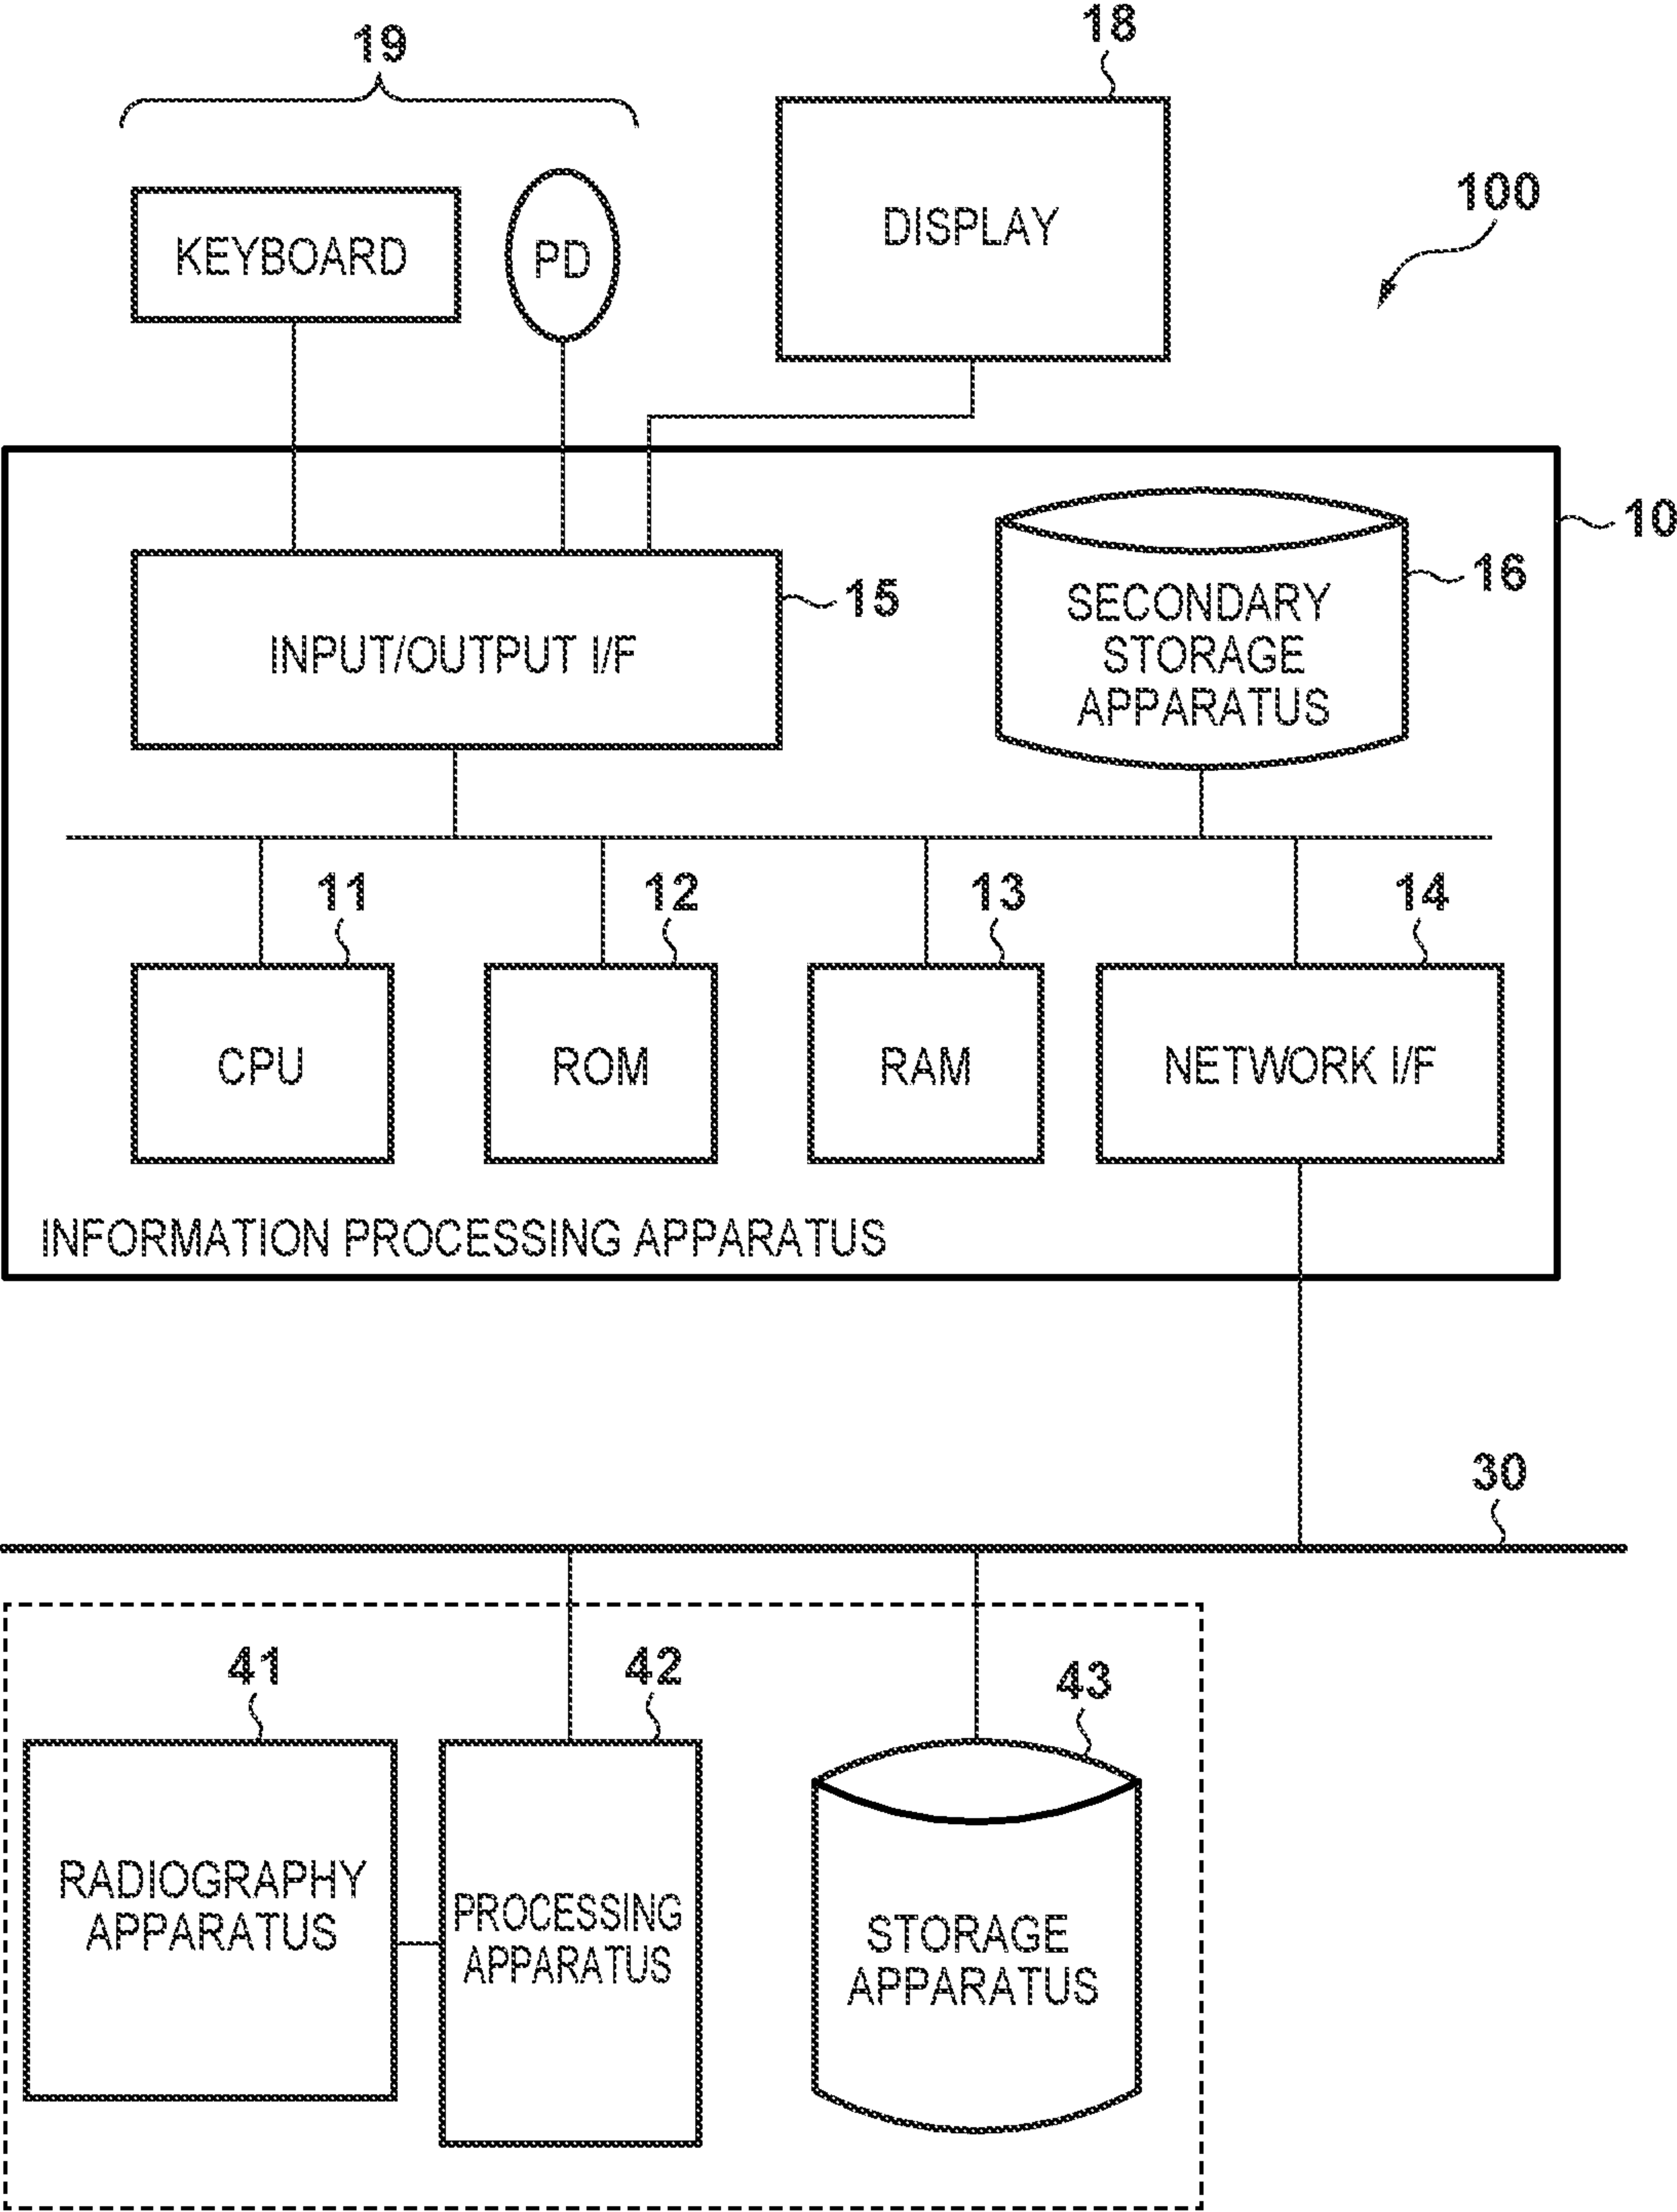 18
19
100
KEYBOARD
PD
DISPLAY
10
16
15
INPUT/OUTPUT I/F
SECONDARY
STORAGE
APPARATUS
11
12
13
14
CPU
ROM
RAM
NETWORK I/F
INFORMATION PROCESSING APPARATUS
30
41
42
43
RADIOGRAPHY
APPARATUS
PROCESSING
APPARATUS
STORAGE
APPARATUS